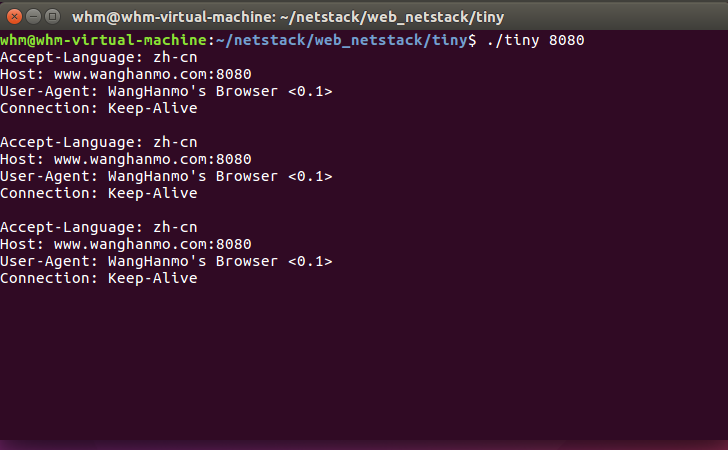 whm@whm-virtual-machine: ~/netstack/web_netstack/tiny
whm@whm-virtual-machine:~/netstack/web_netstack/tiny$ ./tiny 8080
Accept-Language: zh-cn
Host: www.wanghanmo.com:8080
User-Agent: WangHanmo's Browser <0.1>
Connection: Keep-Alive

Accept-Language: zh-cn
Host: www.wanghanmo.com:8080
User-Agent: WangHanmo's Browser <0.1>
Connection: Keep-Alive

Accept-Language: zh-cn
Host: www.wanghanmo.com:8080
User-Agent: WangHanmo's Browser <0.1>
Connection: Keep-Alive